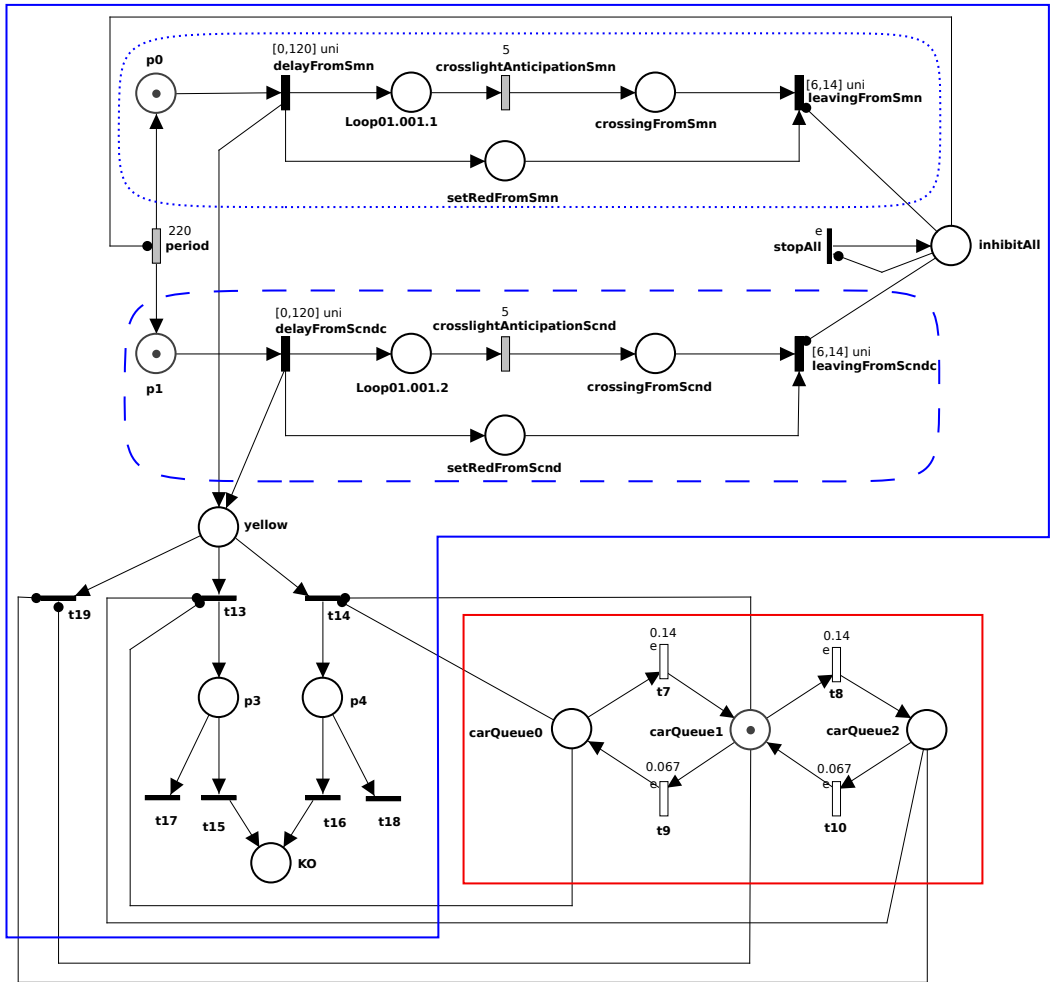 [0,120] uni
5
p0
delayFromSmn
crosslightAnticipationSmn
[6,14] uni
leavingFromSmn
Loop01.001.1
crossingFromSmn
setRedFromSmn
220
period
e
stopAll
inhibitAll
[0,120] uni
5
delayFromScndc
crosslightAnticipationScnd
[6,14] uni
leavingFromScndc
p1
Loop01.001.2
crossingFromScnd
setRedFromScnd
yellow
t19
t13
t14
0.14
e
t7
0.14
e
t8
p3
p4
carQueue0
carQueue1
carQueue2
0.067
e
t9
0.067
e
t10
t17
t15
t16
t18
KO